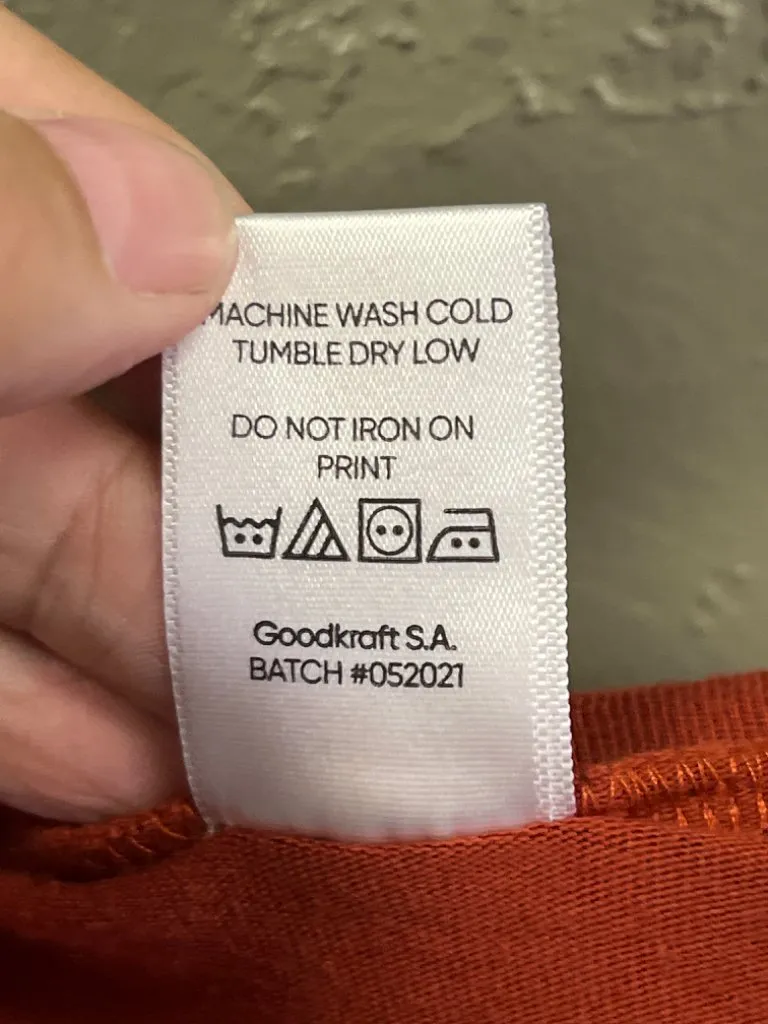 MACHINE WASH COLD
TUMBLE DRY LOW
DO NOT IRON ON
PRINT
Goodkraft S.A.
BATCH #052021